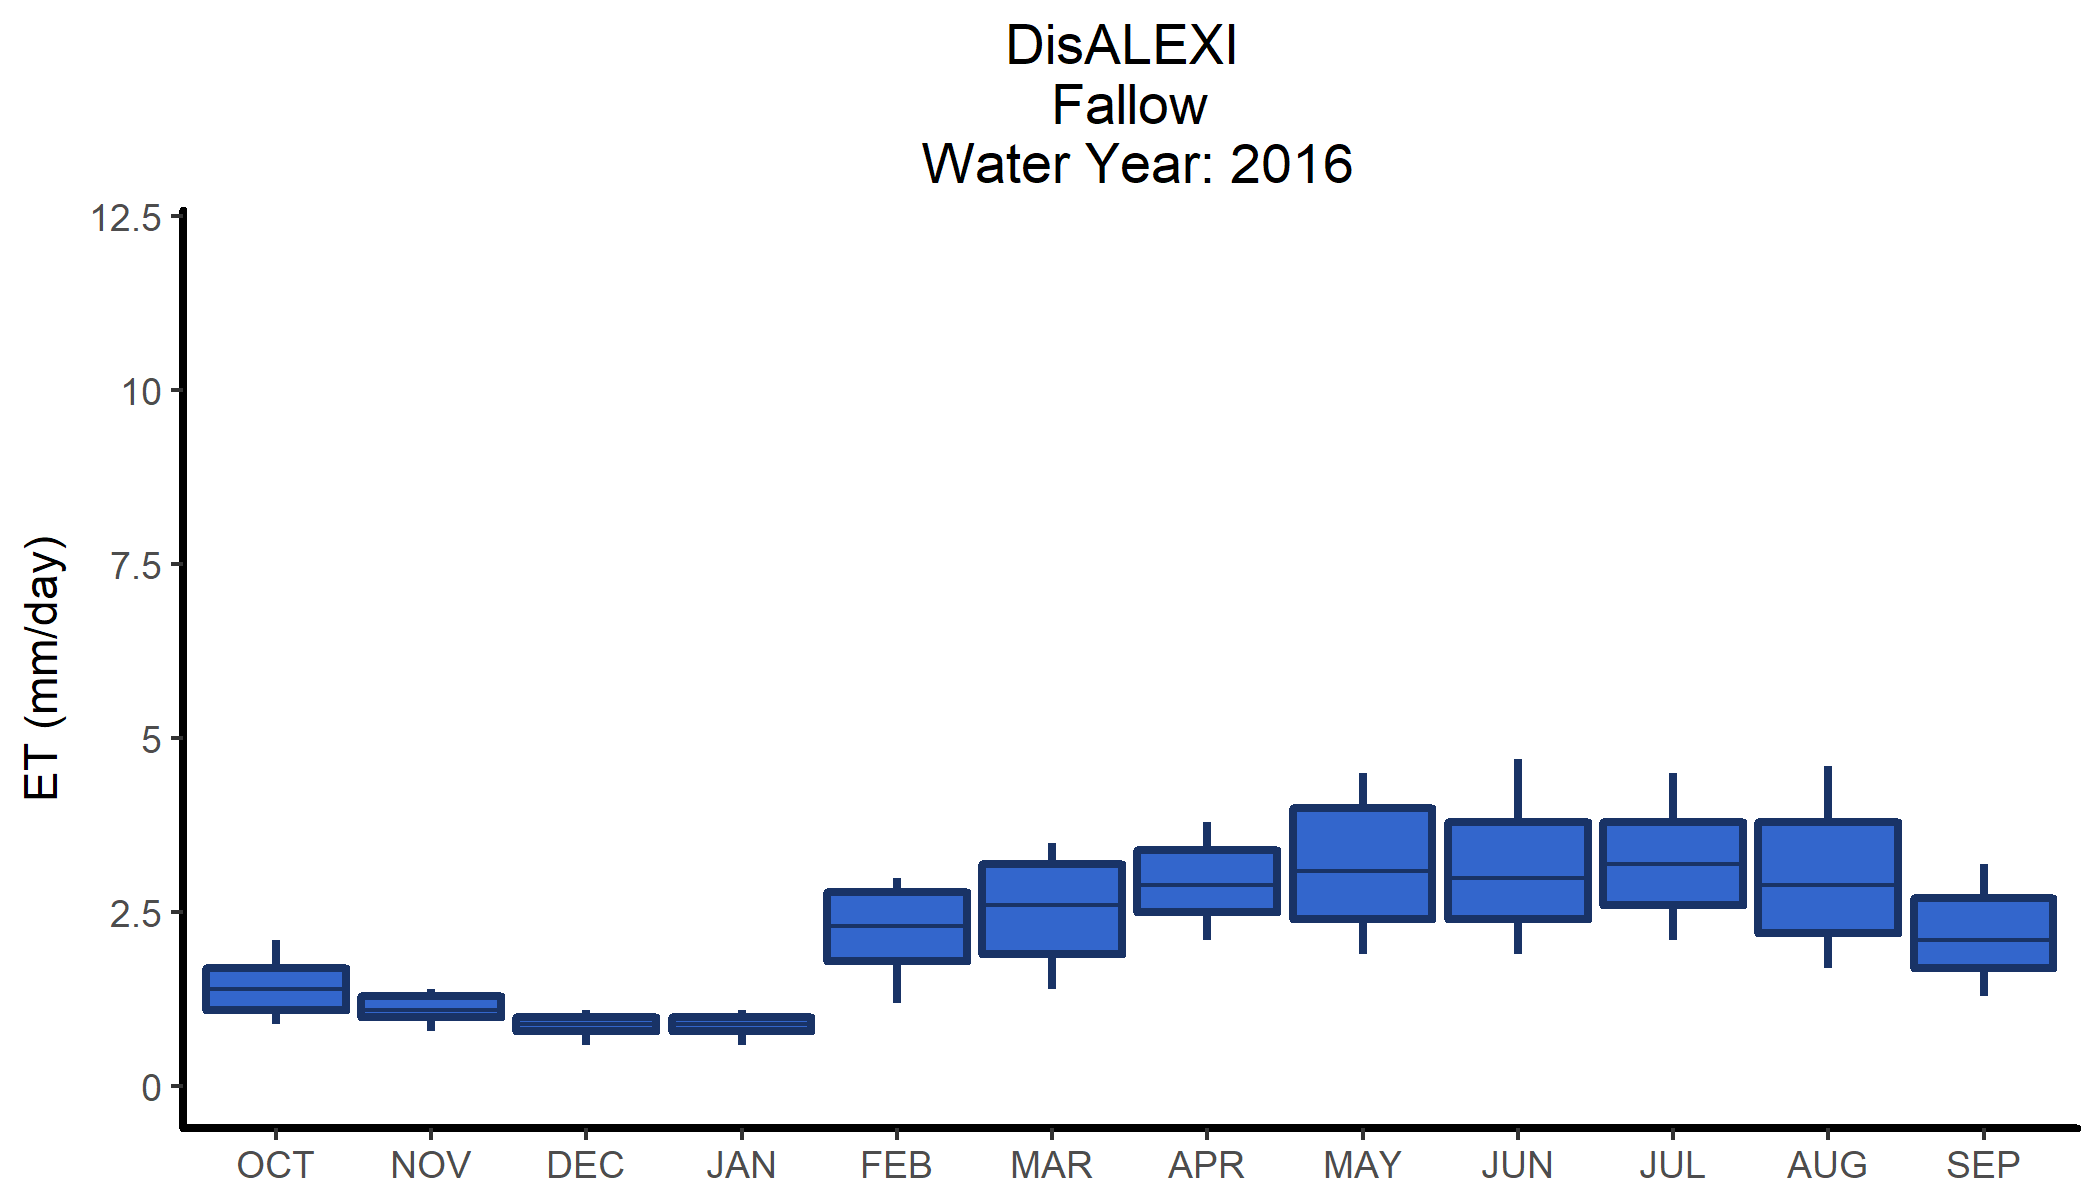 DisALEXI
Fallow
Water Year: 2016
12.5
10
7.5
5
2.5
0
ET (mm/day)
OCT NOV DEC JAN FEB MAR APR MAY JUN JUL AUG SEP